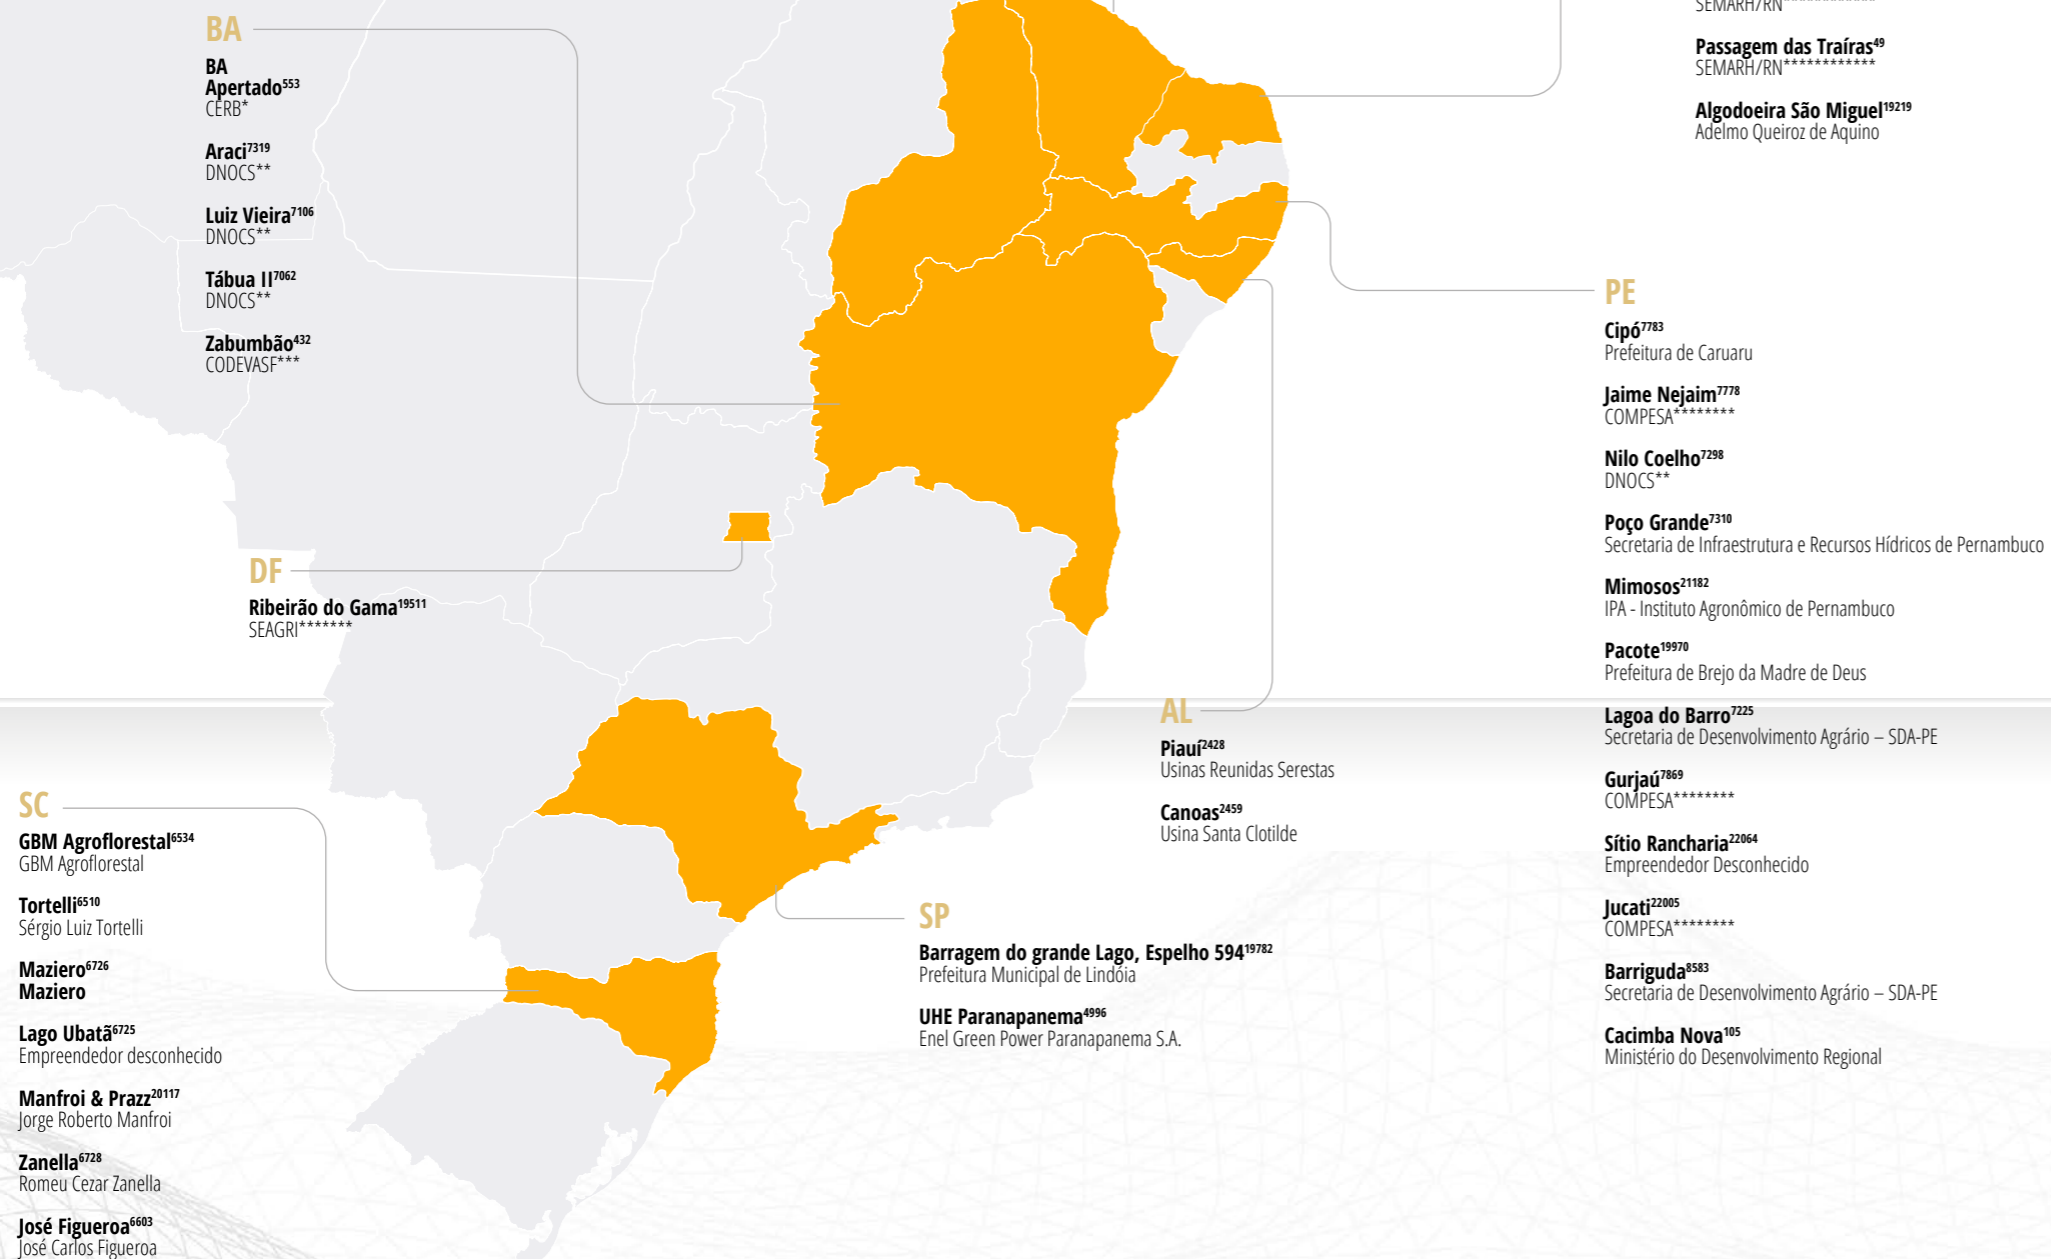 BA
BA
Apertado553
CERB*
Araci7319
DNOCS**
Luiz Vieira7106
DNOCS**
Tábua II7062
DNOCS**
Zabumbão432
CODEVASF***
DF
Ribeirão do Gama19511
SEAGRI*******
SC
GBM Agroflorestal6534
GBM Agroflorestal
Tortelli6510
Sérgio Luiz Tortelli
Maziero6726
Maziero
Lago Ubatã6725
Empreendedor desconhecido
Manfroi & Prazz20117
Jorge Roberto Manfroi
Zanella6728
Romeu Cezar Zanella
José Figueroa6603
José Carlos Figueroa
SP
Barragem do grande Lago, Espelho 59419782
Prefeitura Municipal de Lindóia
UHE Paranapanema4996
Enel Green Power Paranapanema S.A.
AL
Piauí2428
Usinas Reunidas Serestas
Canoas2459
Usina Santa Clotilde
SEMARH/RN************
Passagem das Traíras49
SEMARH/RN************
Algodoeira São Miguel19219
Adelmo Queiroz de Aquino
PE
Cipó7783
Prefeitura de Caruaru
Jaime Nejaim7778
COMPESA********
Nilo Coelho7298
DNOCS**
Poço Grande7310
Secretaria de Infraestrutura e Recursos Hídricos de Pernambuco
Mimosos21182
IPA - Instituto Agronômico de Pernambuco
Pacote19970
Prefeitura de Brejo da Madre de Deus
Lagoa do Barro7225
Secretaria de Desenvolvimento Agrário – SDA-PE
Gurjaú7869
COMPESA********
Sítio Rancharia22064
Empreendedor Desconhecido
Jucati22005
COMPESA********
Barriguda8583
Secretaria de Desenvolvimento Agrário – SDA-PE
Cacimba Nova105
Ministério do Desenvolvimento Regional